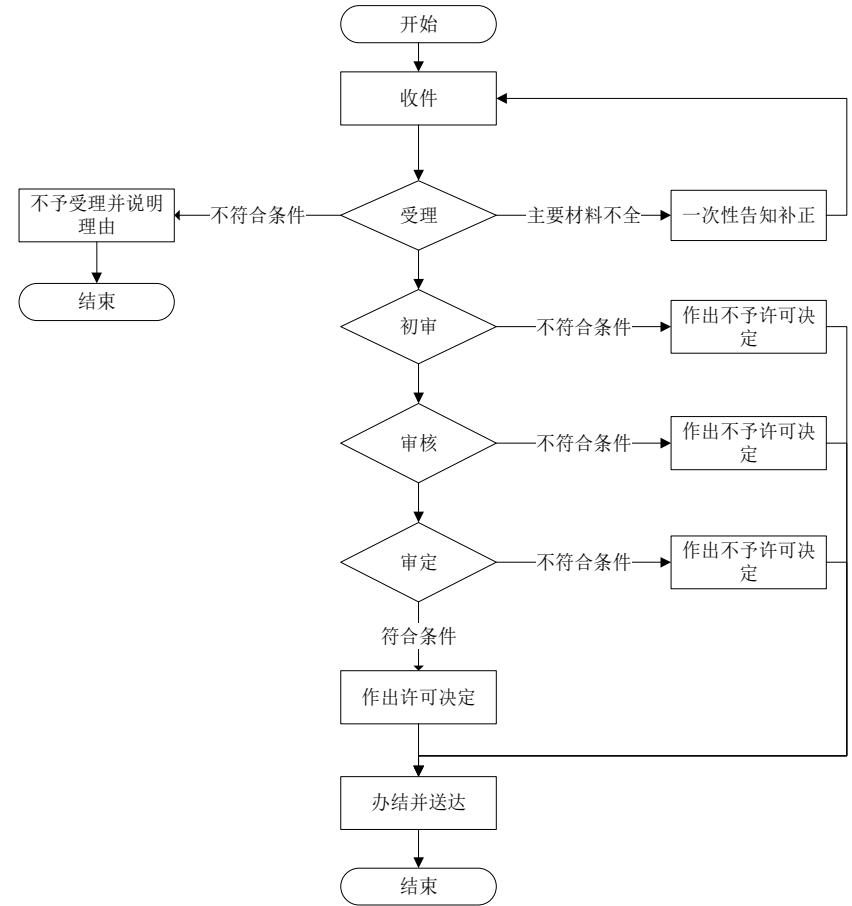 开始
收件
不予受理并说明
理由
不符合条件
受理
主要材料不全
一次性告知补正
结束
初审
不符合条件
作出不予许可决
定
审核
不符合条件
作出不予许可决
定
审定
不符合条件
作出不予许可决
定
符合条件
作出许可决定
办结并送达
结束